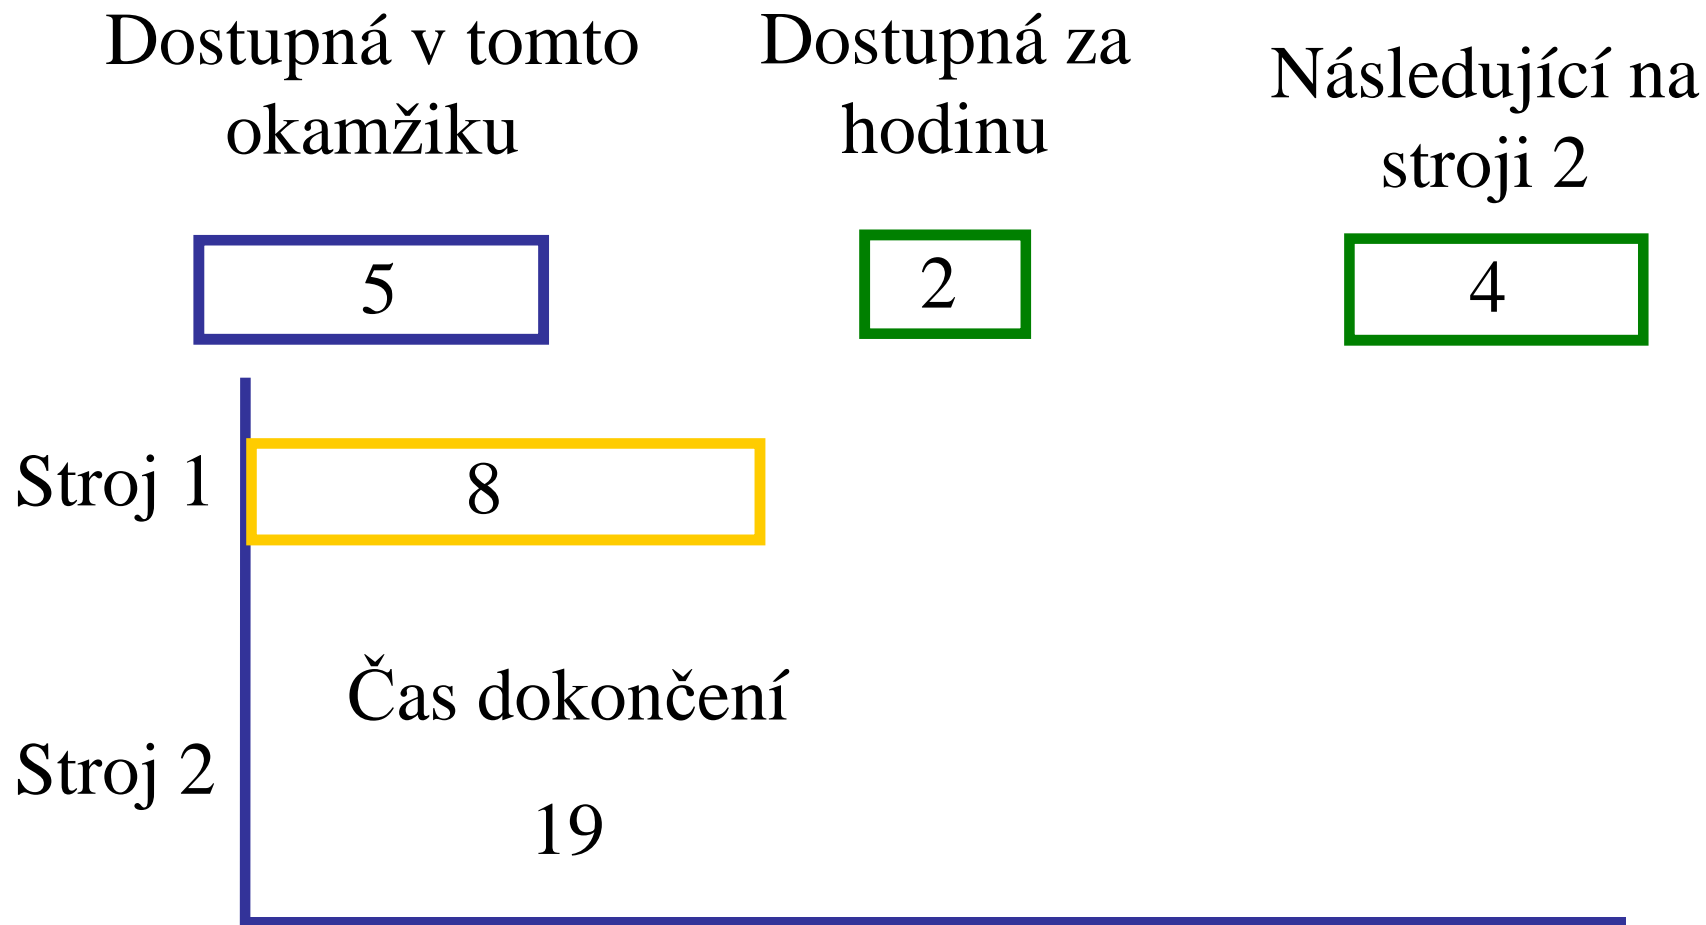 Dostupná v tomto
okamžiku
Dostupná za
hodinu
Následující na
stroji 2
5
2
4
Stroj 1
8
Čas dokončení
Stroj 2
19